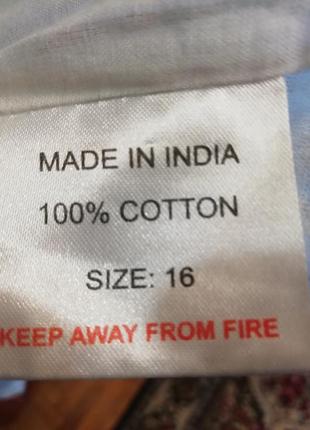 MADE IN INDIA
100% COTTON
SIZE: 16
KEEP AWAY FROM FIRE